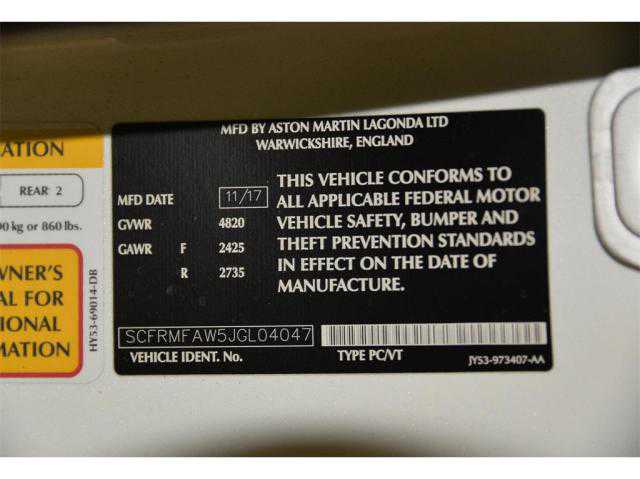 ATION
REAR 2
90 kg or 860 lbs.
WNER'S
AL FOR
IONAL
MATION
HY53-69014-DB
MFD BY ASTON MARTIN LAGONDA LTD
WARWICKSHIRE, ENGLAND
MFD DATE 11/17
GVWR 4820
GAWR F 2425
R 2735
THIS VEHICLE CONFORMS TO
ALL APPLICABLE FEDERAL MOTOR
VEHICLE SAFETY, BUMPER AND
THEFT PREVENTION STANDARDS
IN EFFECT ON THE DATE OF
MANUFACTURE.
SCFRMFAW5JGL04047
VEHICLE IDENT. No.
TYPE PC/VT
JY53-973407-AA